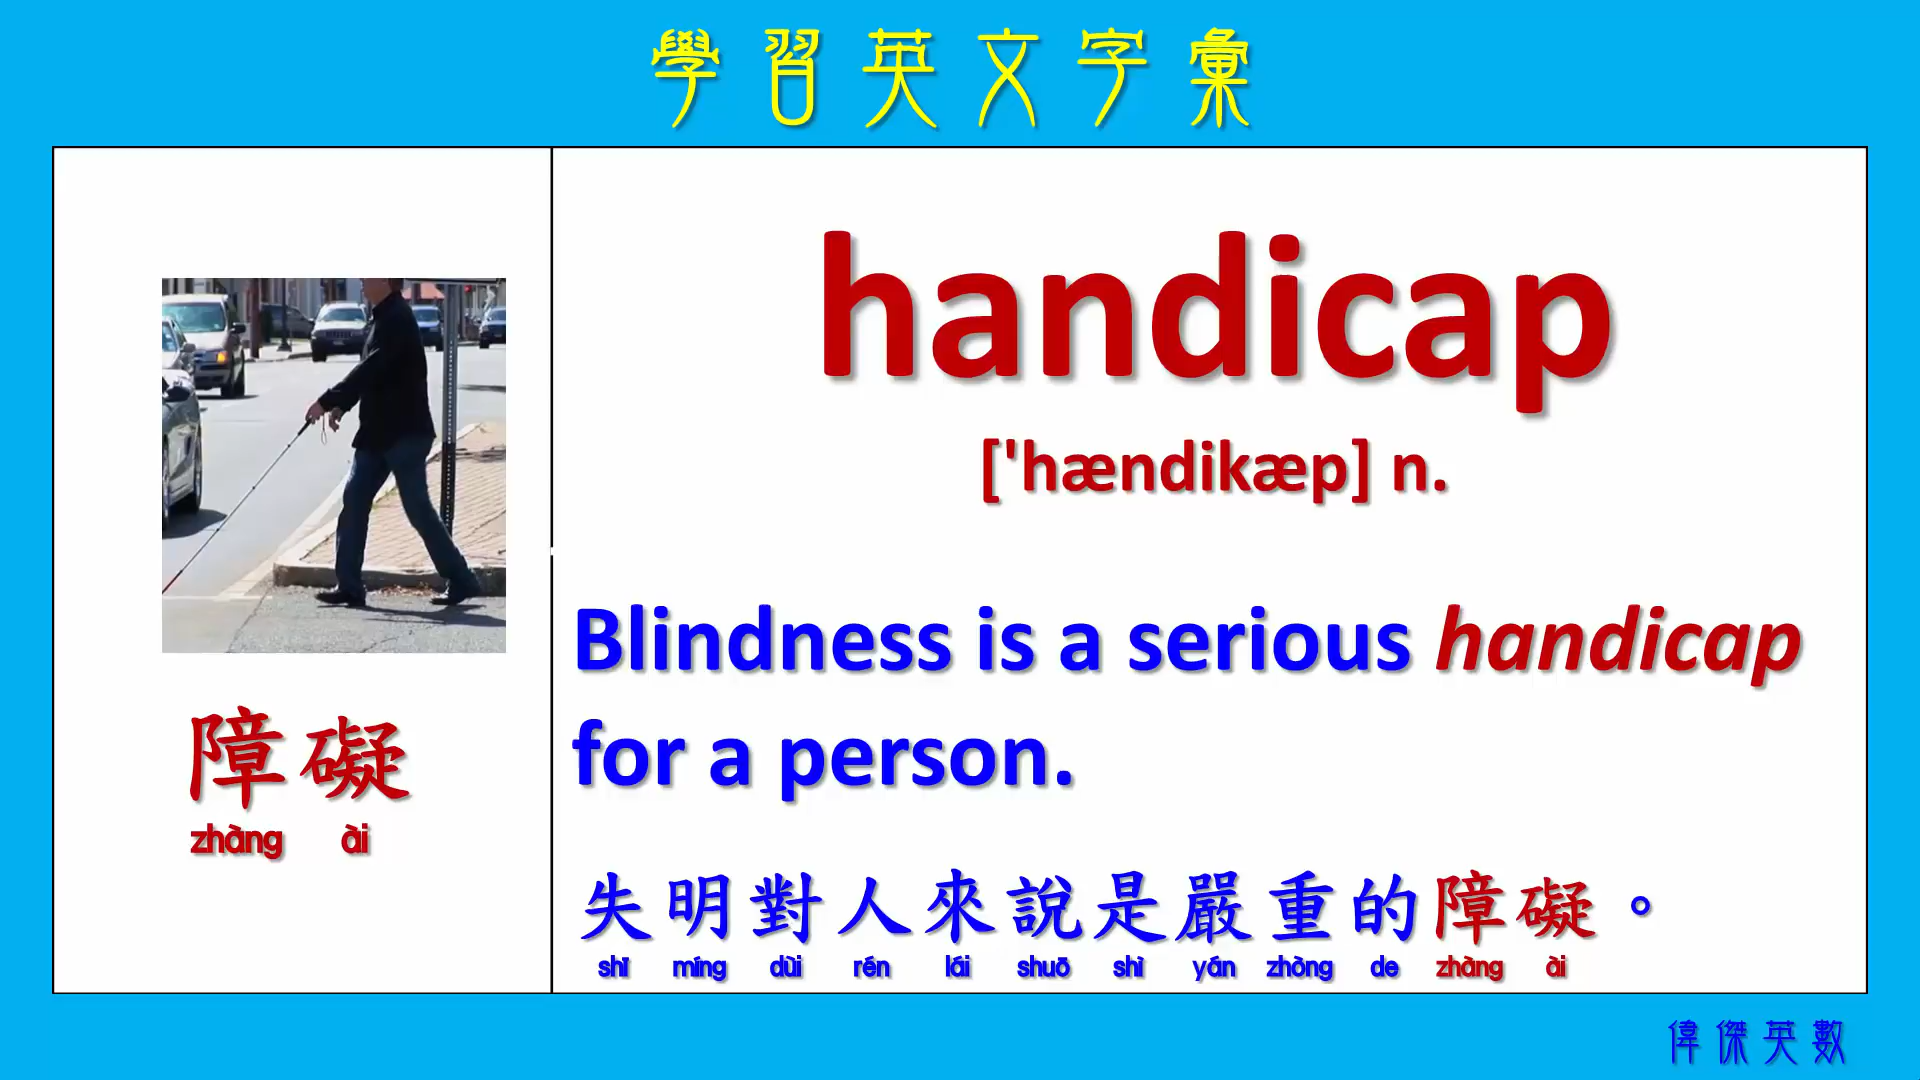 學習英文字彙
handicap
['hændikæp] n.
障礙
zhàng ài
Blindness is a serious handicap
for a person.
失明對人來說是嚴重的障礙。
shī míng duì rén lái shuō shì yán zhòng de zhàng ài
偉傑英數